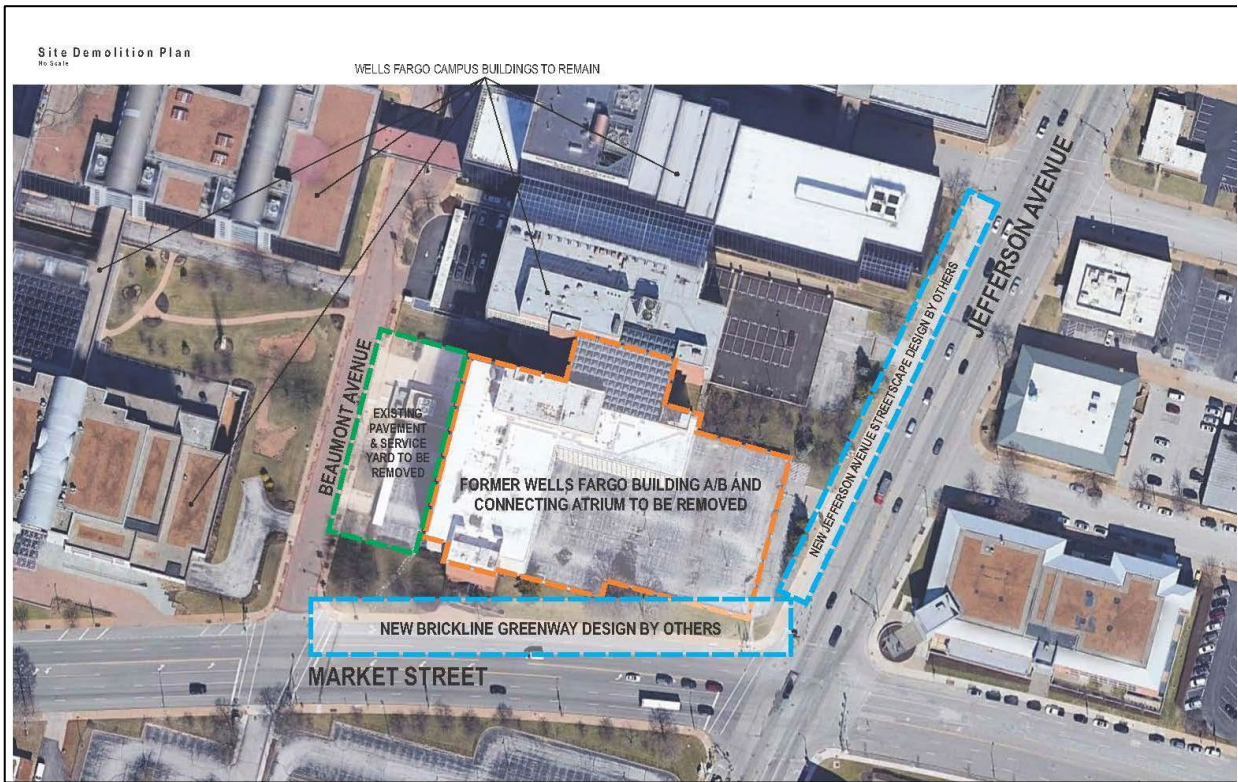 Site Demolition Plan
No Scale
WELLS FARGO CAMPUS BUILDINGS TO REMAIN
JEFFERSON AVENUE
NEW JEFFERSON AVENUE STREETSCAPE DESIGN BY OTHERS
BEAUMONT AVENUE
EXISTING
PAVEMENT
& SERVICE
YARD TO BE
REMOVED
FORMER WELLS FARGO BUILDING A/B AND
CONNECTING ATRIUM TO BE REMOVED
NEW BRICKLINE GREENWAY DESIGN BY OTHERS
MARKET STREET